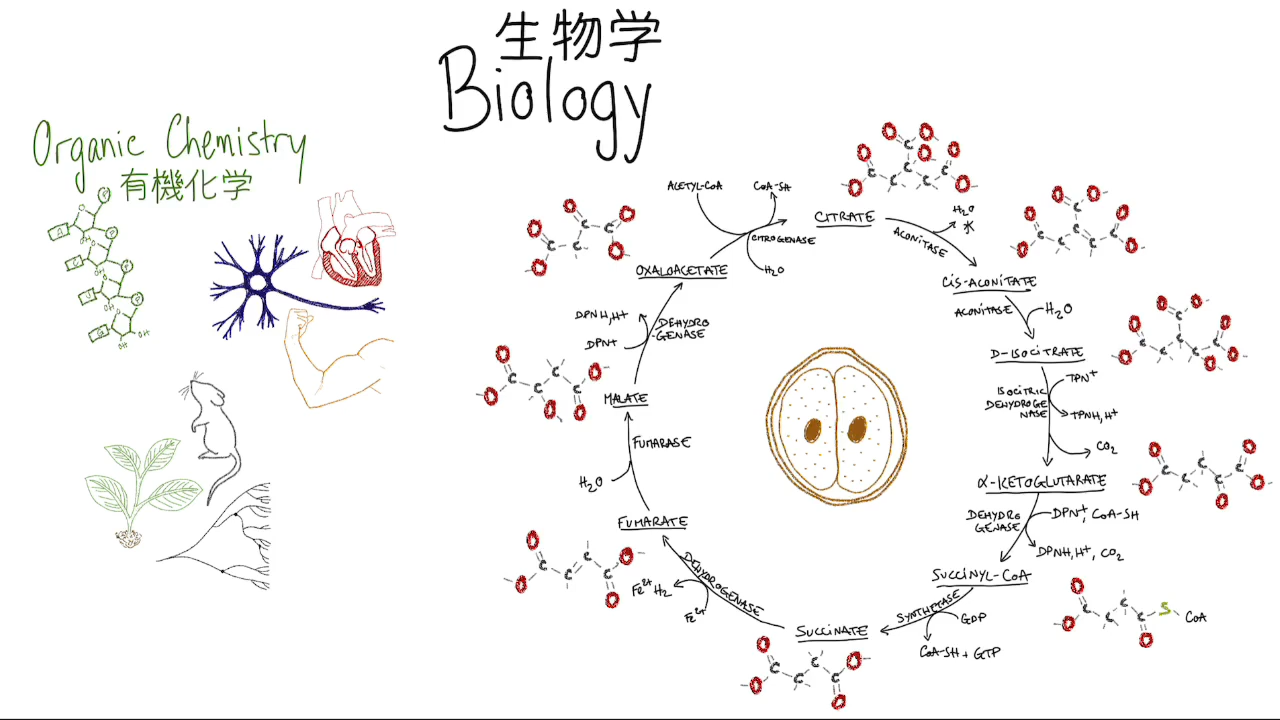 生物学
Biology
Organic Chemistry
有機化学
ACETYL-CoA
CoA-SH
CITROGENASE
H₂O
CITRATE
ACONITASE
H₂O
CIS-ACONITATE
ACONITASE
H₂O
D-ISOCITRATE
ISOCITRIC
DEHYDROGE
NASE
TPN⁺
TPNH, H⁺
CO₂
α-KETOGLUTARATE
DEHYDRO
GENASE
DPN⁺, CoA-SH
DPNH, H⁺, CO₂
SUCCINYL-CoA
SYNTHETASE
GDP
CoA-SH + GTP
S
CoA
SUCCINATE
DEHYDROGENASE
Fe²⁺
Fe²⁺H₂
FUMARATE
H₂O
FUMARASE
MALATE
DPN⁺
DPNH, H⁺
DEHYDRO
-GENASE
OXALOACETATE